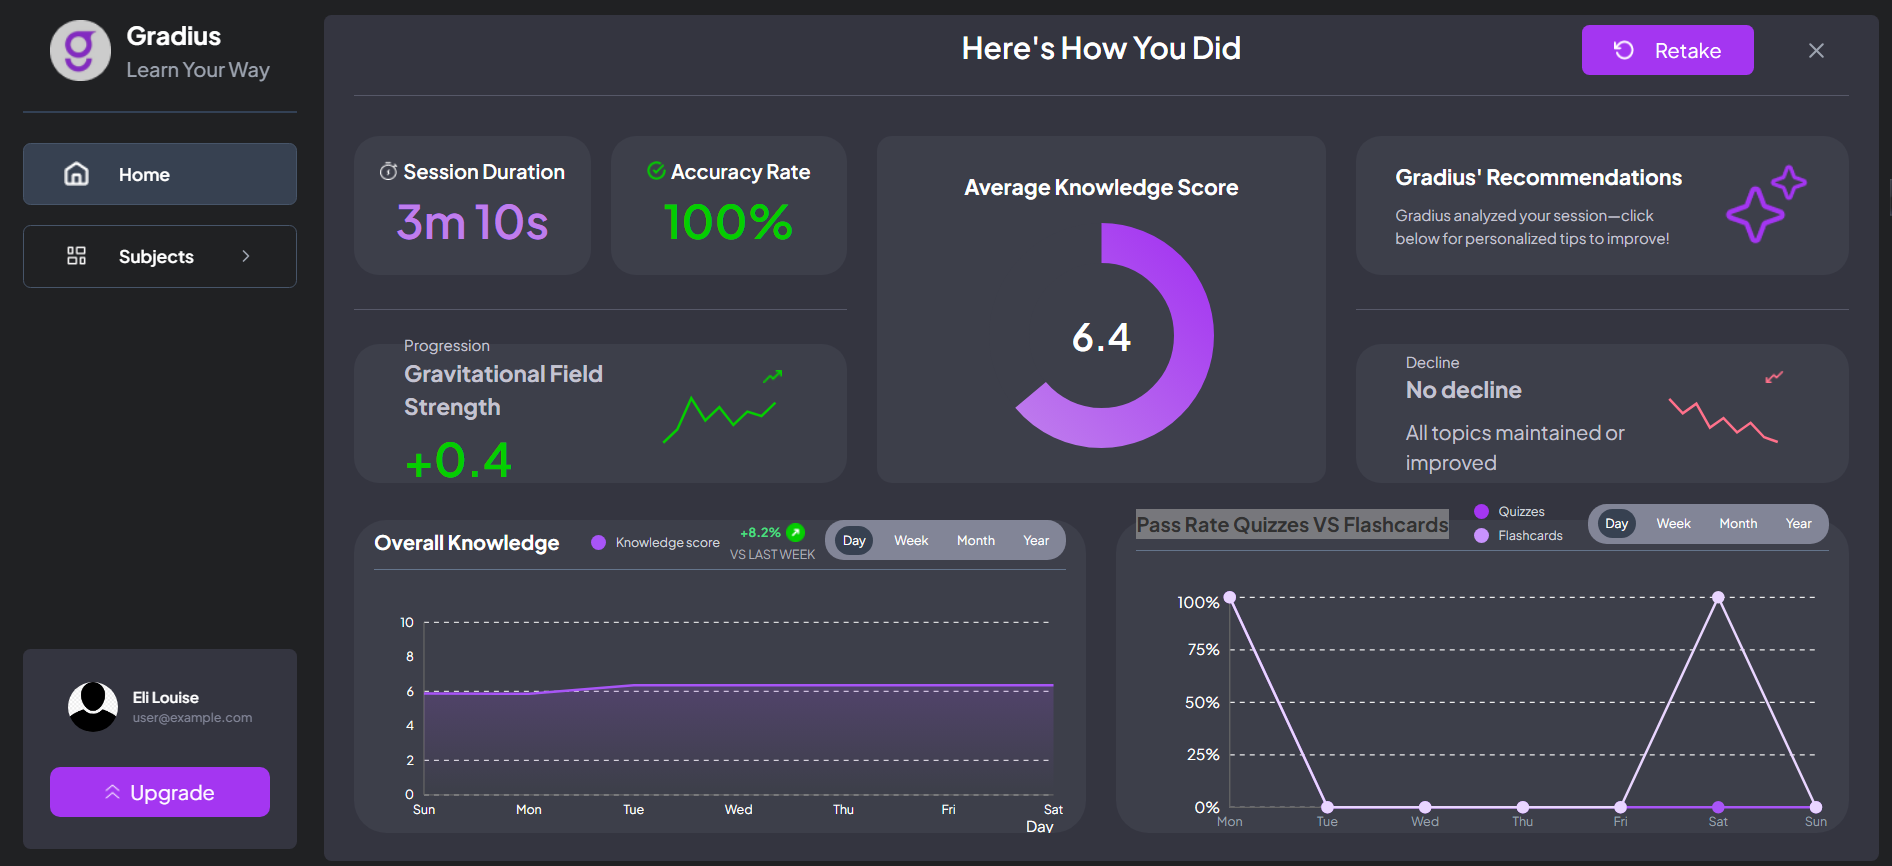 Gradius
Learn Your Way
Home
Subjects
Eli Louise
user@example.com
Upgrade
Here's How You Did
Retake
Session Duration
3m 10s
Accuracy Rate
100%
Average Knowledge Score
6.4
Gradius' Recommendations
Gradius analyzed your session—click
below for personalized tips to improve!
Progression
Gravitational Field
Strength
+0.4
Decline
No decline
All topics maintained or
improved
Overall Knowledge
Knowledge score
+8.2%
VS LAST WEEK
Day Week Month Year
10
8
6
4
2
0
Sun Mon Tue Wed Thu Fri Sat
Day
Pass Rate Quizzes VS Flashcards
Quizzes
Flashcards
Day Week Month Year
100%
75%
50%
25%
0%
Mon Tue Wed Thu Fri Sat Sun